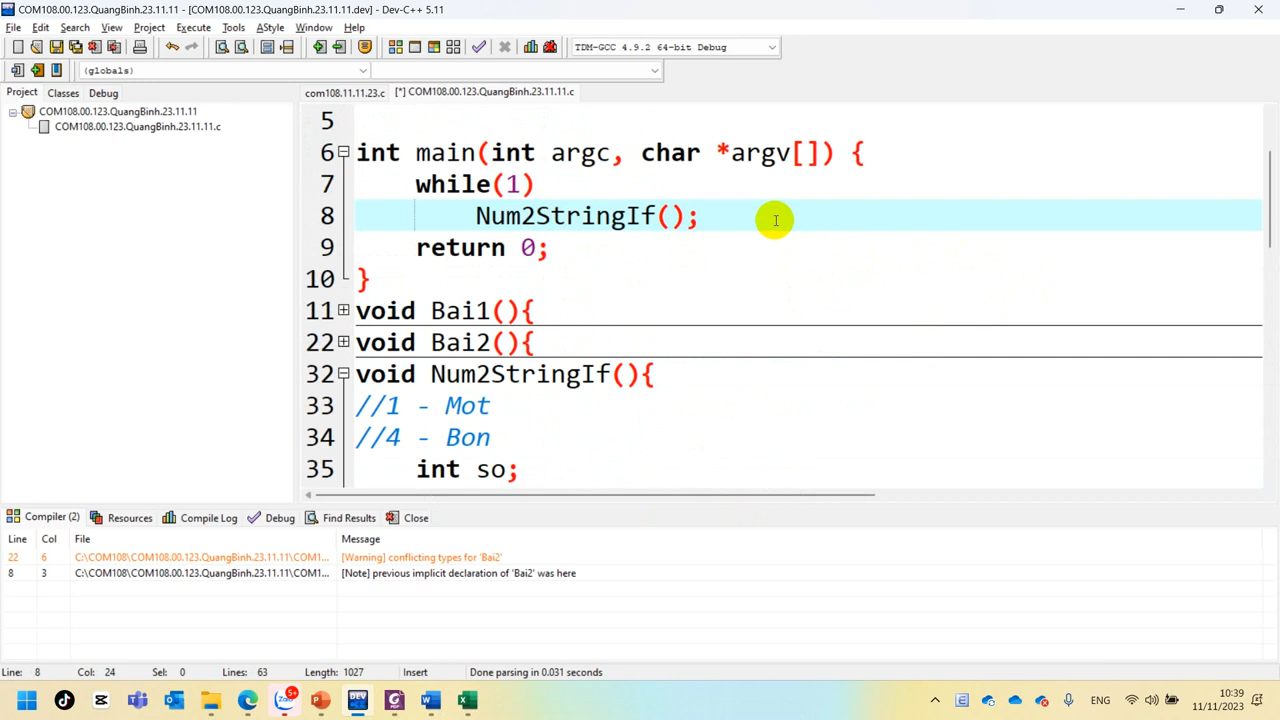 COM108.00.123.QuangBinh.23.11.11 - [COM108.00.123.QuangBinh.23.11.11.dev] - Dev-C++ 5.11
File Edit Search View Project Execute Tools AStyle Window Help
TDM-GCC 4.9.2 64-bit Debug
(globals)
Project Classes Debug
com108.11.11.23.c [*] COM108.00.123.QuangBinh.23.11.11.c
COM108.00.123.QuangBinh.23.11.11
COM108.00.123.QuangBinh.23.11.11.c
5
6 int main(int argc, char *argv[]) {
7 while(1)
8 Num2StringIf();
9 return 0;
10 }
11 void Bai1(){
22 void Bai2(){
32 void Num2StringIf(){
33 //1 - Mot
34 //4 - Bon
35 int so;
Compiler (2) Resources Compile Log Debug Find Results Close
Line Col File Message
22 6 C:\COM108\COM108.00.123.QuangBinh.23.11.11\COM1... [Warning] conflicting types for 'Bai2'
8 3 C:\COM108\COM108.00.123.QuangBinh.23.11.11\COM1... [Note] previous implicit declaration of 'Bai2' was here
Line: 8 Col: 24 Sel: 0 Lines: 63 Length: 1027 Insert Done parsing in 0.031 seconds
Zalo 5+ DEV ENG 10:39
11/11/2023